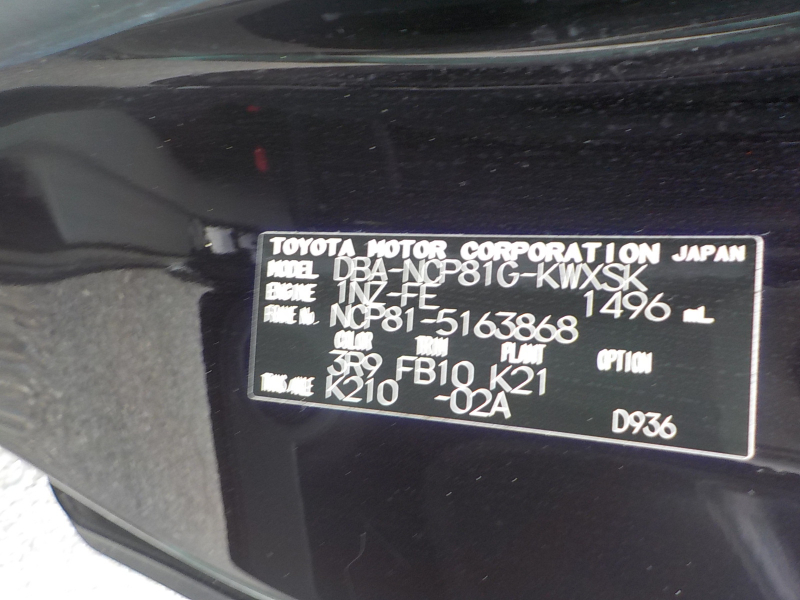 TOYOTA MOTOR CORPORATION JAPAN
MODEL DBA-NCP81G-KWXSK
ENGINE 1NZ-FE 1496 mL
FRAME No. NCP81-5163868
COLOR TRIM PLANT OPTION
3R9 FB10 K21
TRANS/AXLE K210 -02A
D936